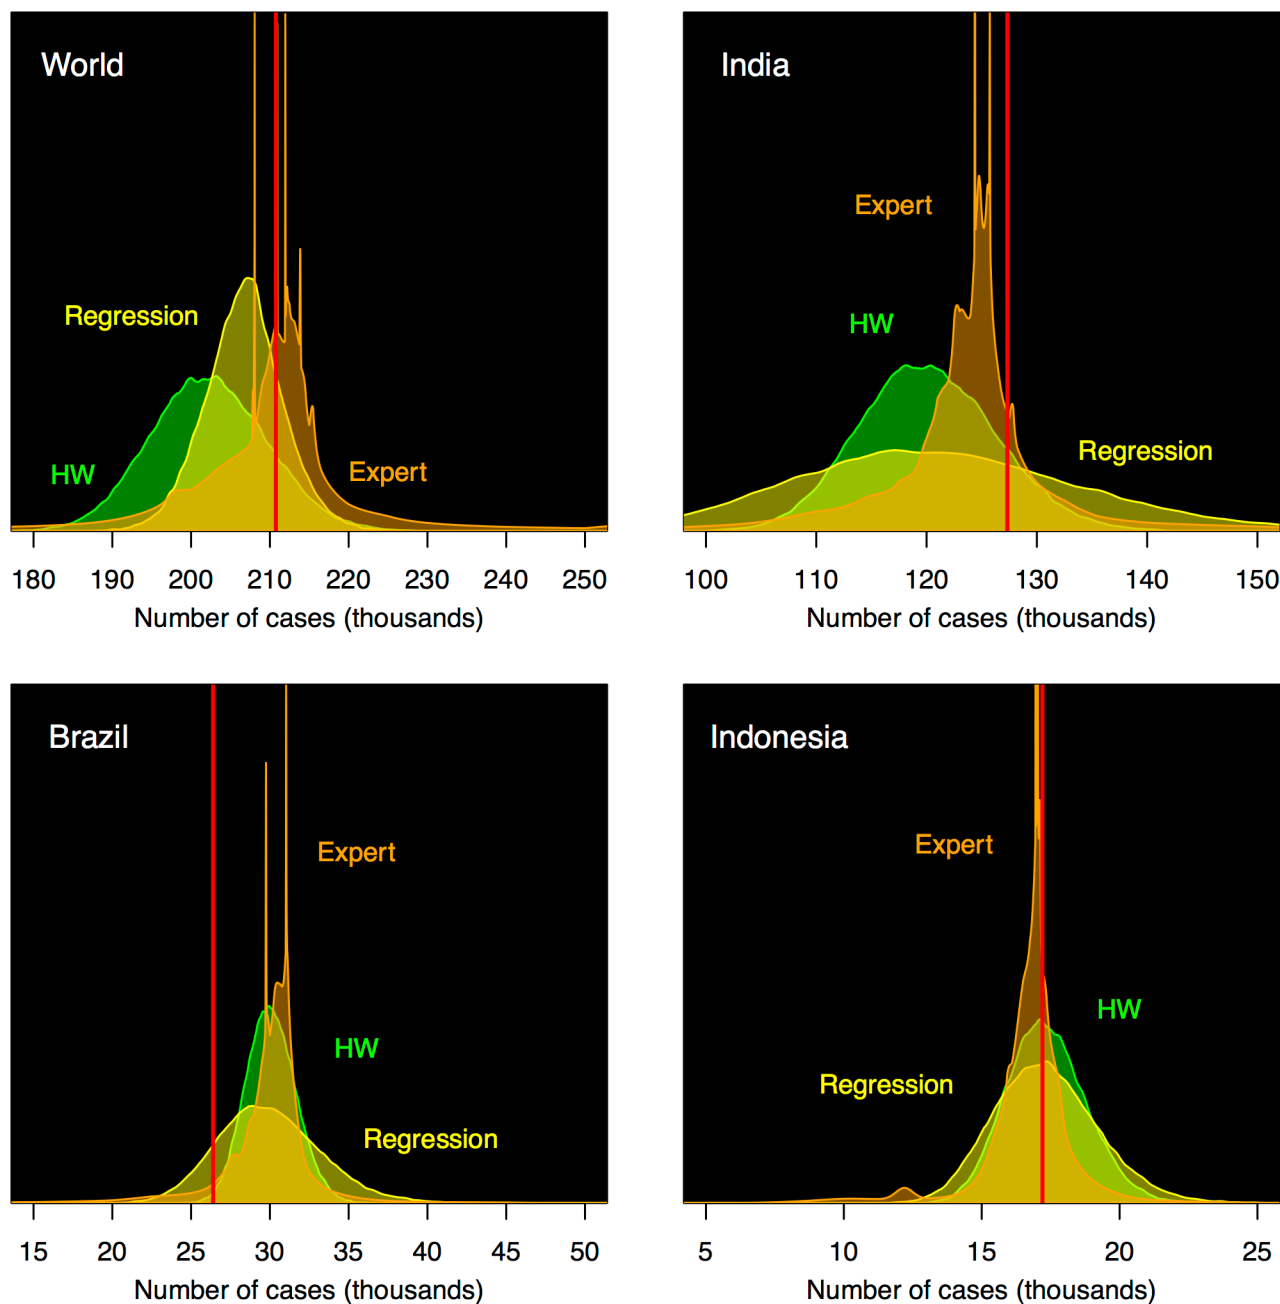 World
Regression
HW
Expert
180 190 200 210 220 230 240 250
Number of cases (thousands)
India
Expert
HW
Regression
100 110 120 130 140 150
Number of cases (thousands)
Brazil
Expert
HW
Regression
15 20 25 30 35 40 45 50
Number of cases (thousands)
Indonesia
Expert
HW
Regression
5 10 15 20 25
Number of cases (thousands)